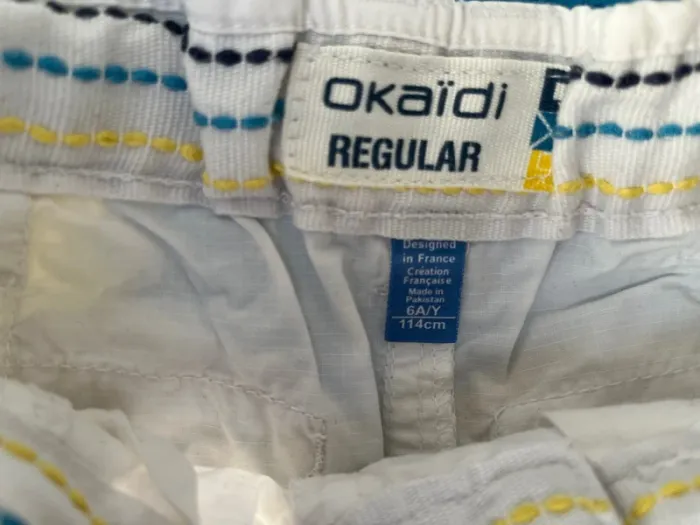 Okaïdi
REGULAR
Designed
in France
Création
Française
Made in
Pakistan
6A/Y
114cm